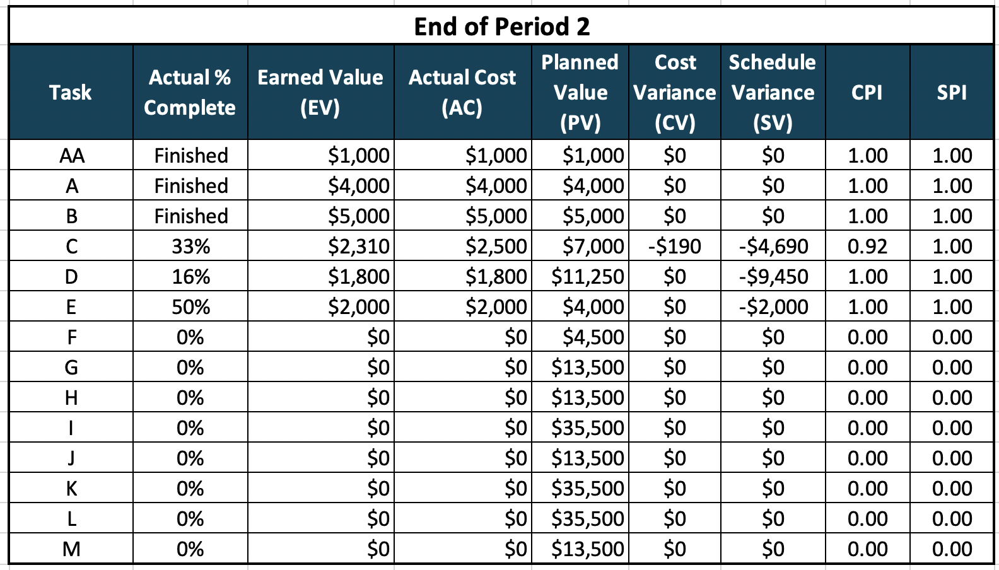 End of Period 2
Task Actual % Complete Earned Value (EV) Actual Cost (AC) Planned Value (PV) Cost Variance (CV) Schedule Variance (SV) CPI SPI
AA Finished $1,000 $1,000 $1,000 $0 $0 1.00 1.00
A Finished $4,000 $4,000 $4,000 $0 $0 1.00 1.00
B Finished $5,000 $5,000 $5,000 $0 $0 1.00 1.00
C 33% $2,310 $2,500 $7,000 -$190 -$4,690 0.92 1.00
D 16% $1,800 $1,800 $11,250 $0 -$9,450 1.00 1.00
E 50% $2,000 $2,000 $4,000 $0 -$2,000 1.00 1.00
F 0% $0 $0 $4,500 $0 $0 0.00 0.00
G 0% $0 $0 $13,500 $0 $0 0.00 0.00
H 0% $0 $0 $13,500 $0 $0 0.00 0.00
I 0% $0 $0 $35,500 $0 $0 0.00 0.00
J 0% $0 $0 $13,500 $0 $0 0.00 0.00
K 0% $0 $0 $35,500 $0 $0 0.00 0.00
L 0% $0 $0 $35,500 $0 $0 0.00 0.00
M 0% $0 $0 $13,500 $0 $0 0.00 0.00